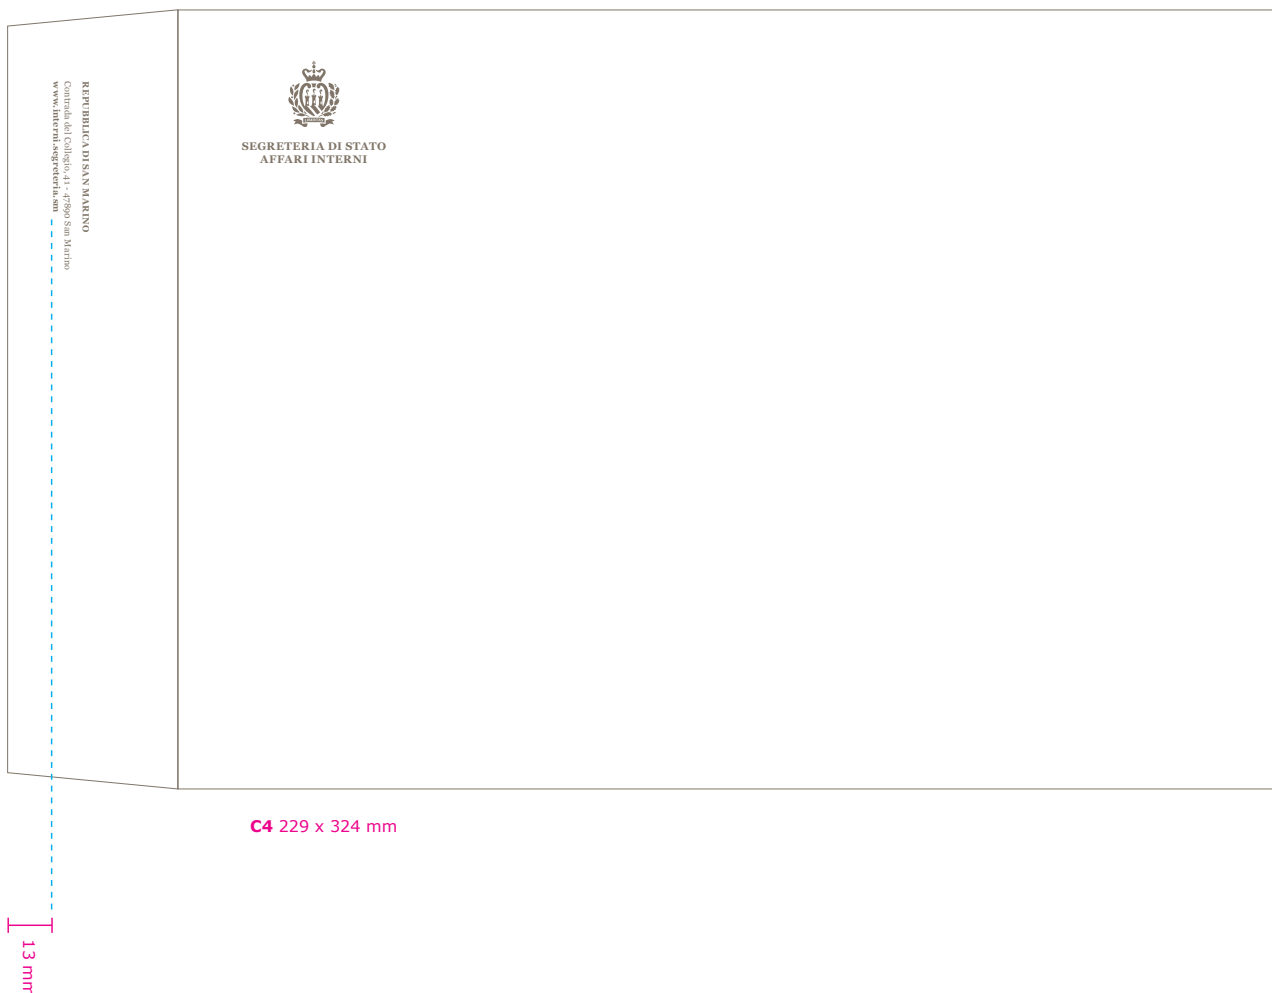 REPUBBLICA DI SAN MARINO
Contrada del Collegio, 41 - 47890 San Marino
www.interni.segreteria.sm
SEGRETERIA DI STATO
AFFARI INTERNI
C4 229 x 324 mm
13 mm